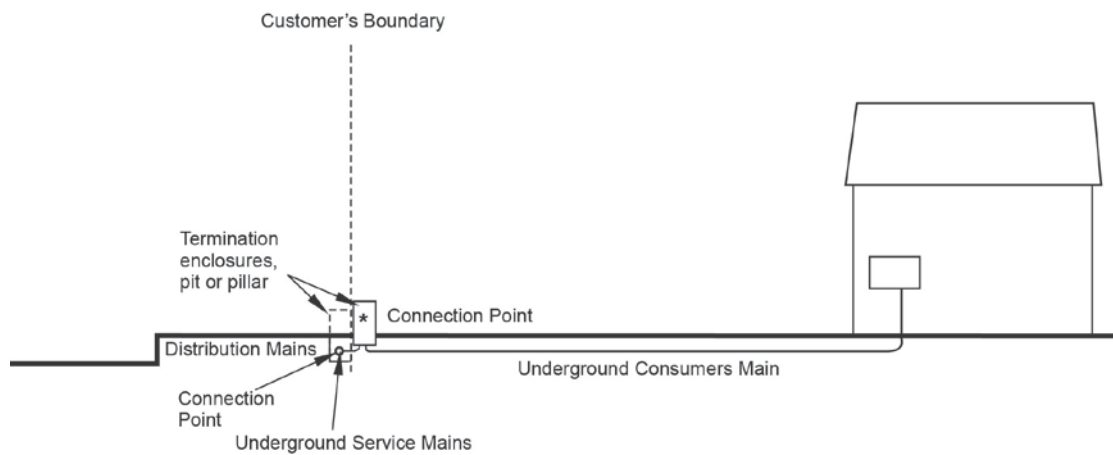 Customer's Boundary
Termination
enclosures,
pit or pillar
*
Connection Point
Distribution Mains
Underground Consumers Main
Connection
Point
Underground Service Mains